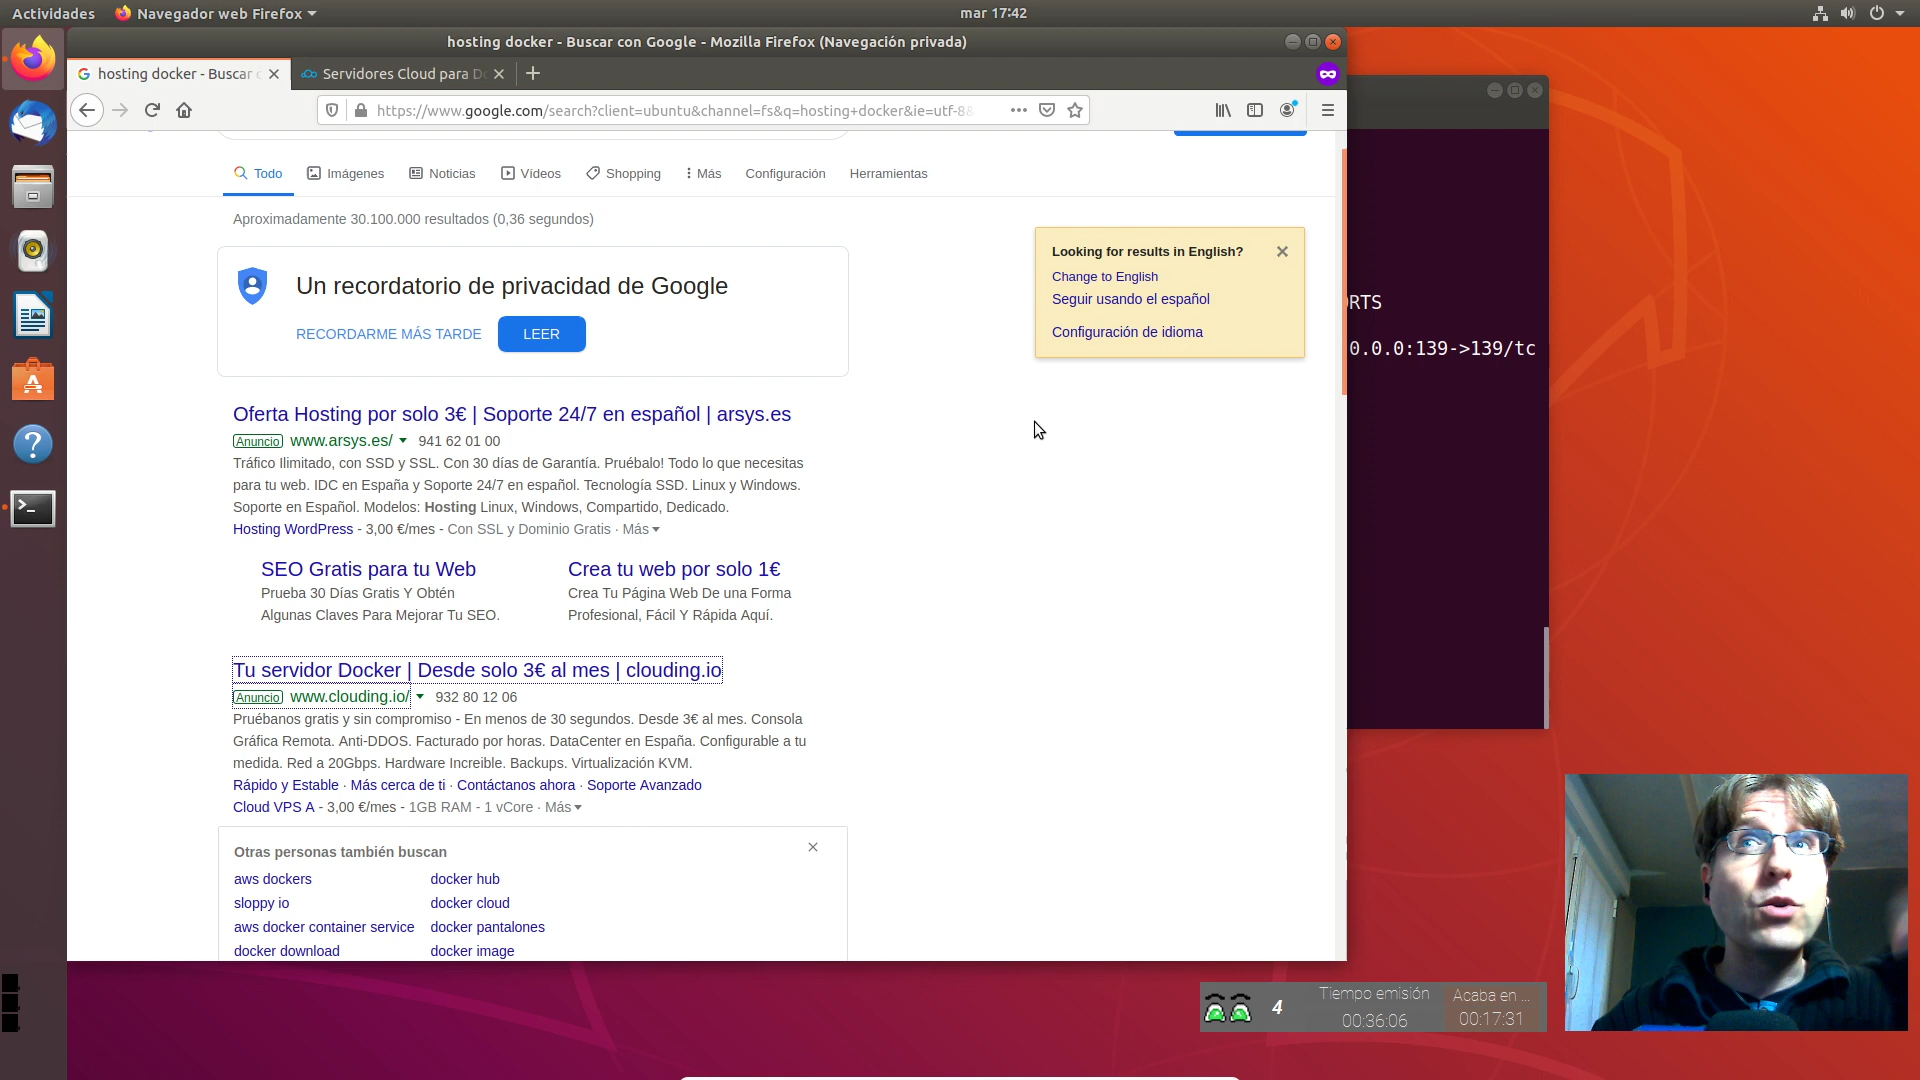 Actividades
Navegador web Firefox
mar 17:42
hosting docker - Buscar con Google - Mozilla Firefox (Navegación privada)
hosting docker - Buscar c
Servidores Cloud para Do
https://www.google.com/search?client=ubuntu&channel=fs&q=hosting+docker&ie=utf-8&
Todo
Imágenes
Noticias
Vídeos
Shopping
Más
Configuración
Herramientas
Aproximadamente 30.100.000 resultados (0,36 segundos)
Un recordatorio de privacidad de Google
RECORDARME MÁS TARDE
LEER
Looking for results in English?
Change to English
Seguir usando el español
Configuración de idioma
RTS
0.0.0:139->139/tc
Oferta Hosting por solo 3€ | Soporte 24/7 en español | arsys.es
Anuncio www.arsys.es/ 941 62 01 00
Tráfico Ilimitado, con SSD y SSL. Con 30 días de Garantía. Pruébalo! Todo lo que necesitas
para tu web. IDC en España y Soporte 24/7 en español. Tecnología SSD. Linux y Windows.
Soporte en Español. Modelos: Hosting Linux, Windows, Compartido, Dedicado.
Hosting WordPress - 3,00 €/mes - Con SSL y Dominio Gratis · Más
SEO Gratis para tu Web
Prueba 30 Días Gratis Y Obtén
Algunas Claves Para Mejorar Tu SEO.
Crea tu web por solo 1€
Crea Tu Página Web De una Forma
Profesional, Fácil Y Rápida Aquí.
Tu servidor Docker | Desde solo 3€ al mes | clouding.io
Anuncio www.clouding.io/ 932 80 12 06
Pruébanos gratis y sin compromiso - En menos de 30 segundos. Desde 3€ al mes. Consola
Gráfica Remota. Anti-DDOS. Facturado por horas. DataCenter en España. Configurable a tu
medida. Red a 20Gbps. Hardware Increible. Backups. Virtualización KVM.
Rápido y Estable · Más cerca de ti · Contáctanos ahora · Soporte Avanzado
Cloud VPS A - 3,00 €/mes - 1GB RAM - 1 vCore · Más
Otras personas también buscan
aws dockers
docker hub
sloppy io
docker cloud
aws docker container service
docker pantalones
docker download
docker image
4
Tiempo emisión
00:36:06
Acaba en ...
00:17:31